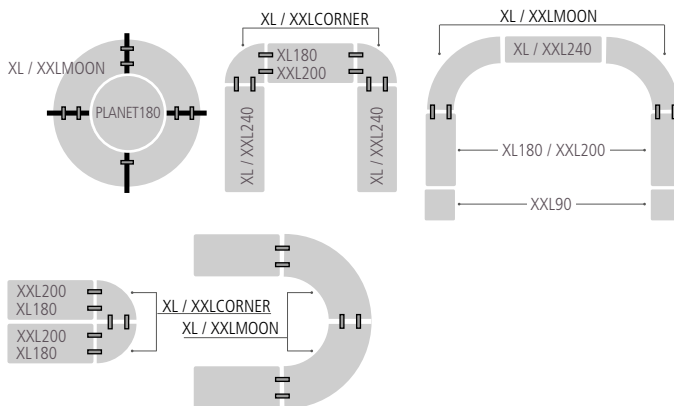 XL / XXLMOON
PLANET180
XL / XXLCORNER
XL180
XXL200
XL / XXL240
XL / XXL240
XL / XXLMOON
XL / XXL240
XL180 / XXL200
XXL90
XXL200
XL180
XXL200
XL180
XL / XXLCORNER
XL / XXLMOON